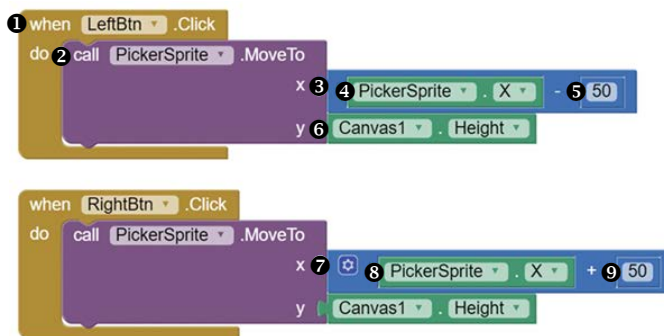 ❶ when LeftBtn .Click
do ❷ call PickerSprite .MoveTo
x ❸ ❹ PickerSprite . X - ❺ 50
y ❻ Canvas1 . Height
when RightBtn .Click
do call PickerSprite .MoveTo
x ❼ ❽ PickerSprite . X + ❾ 50
y Canvas1 . Height